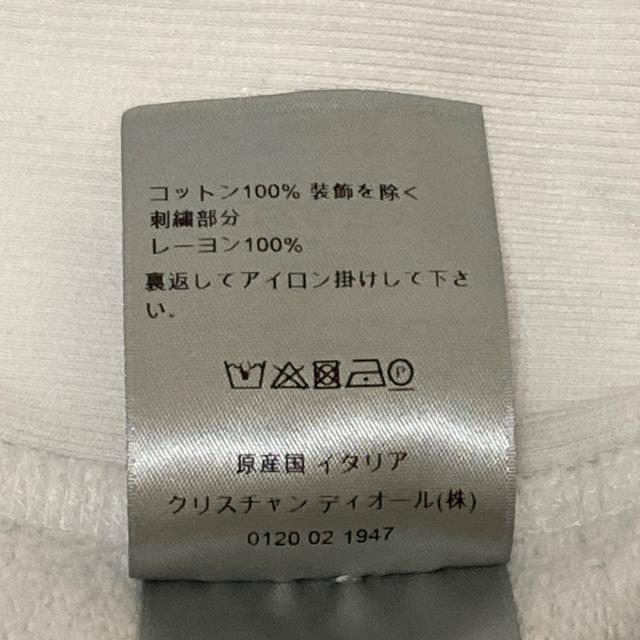 コットン100% 装飾を除く
刺繍部分
レーヨン100%
裏返してアイロン掛けして下さ
い。
P
原産国 イタリア
クリスチャン ディオール(株)
0120 02 1947